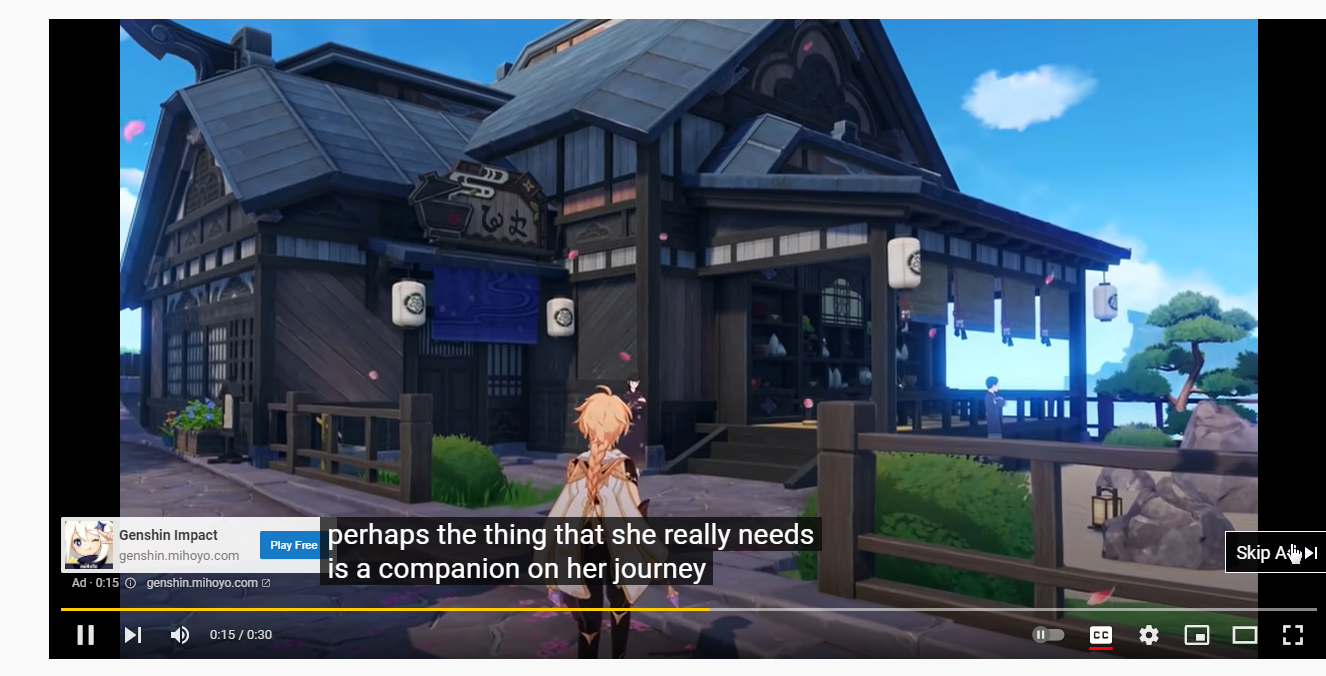 Genshin Impact
genshin.mihoyo.com
Play Free
perhaps the thing that she really needs
is a companion on her journey
Skip A
Ad · 0:15
genshin.mihoyo.com
0:15 / 0:30
CC